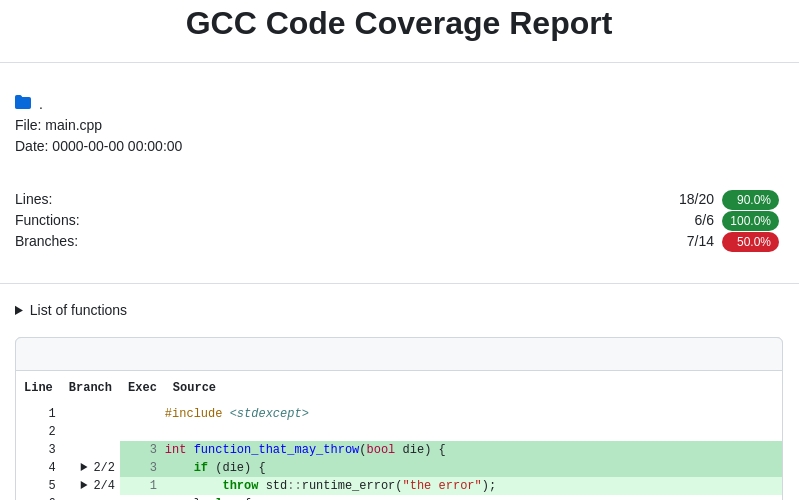 GCC Code Coverage Report
.
File: main.cpp
Date: 0000-00-00 00:00:00
Lines: 18/20 90.0%
Functions: 6/6 100.0%
Branches: 7/14 50.0%
List of functions
Line Branch Exec Source
1 #include <stdexcept>
2
3 3 int function_that_may_throw(bool die) {
4 2/2 3 if (die) {
5 2/4 1 throw std::runtime_error("the error");